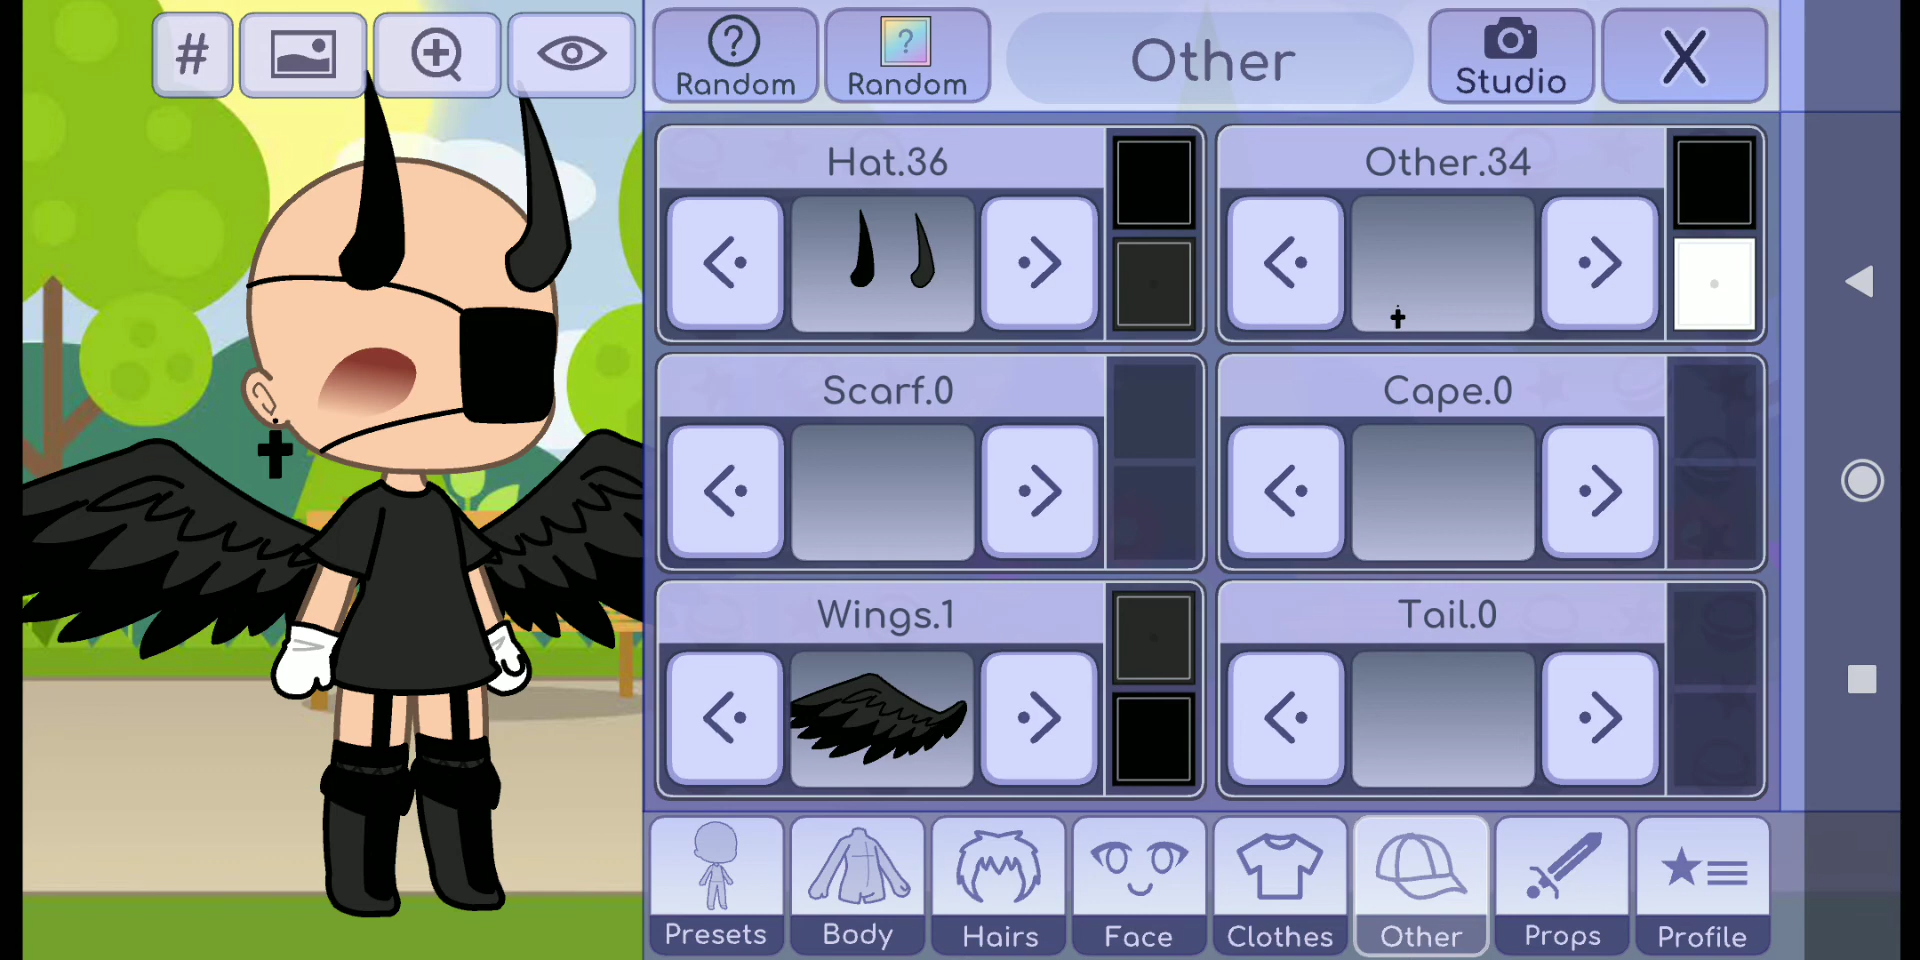 #
?
Random
?
Random
Other
Studio
X
Hat.36
Other.34
Scarf.0
Cape.0
Wings.1
Tail.0
Presets
Body
Hairs
Face
Clothes
Other
Props
Profile